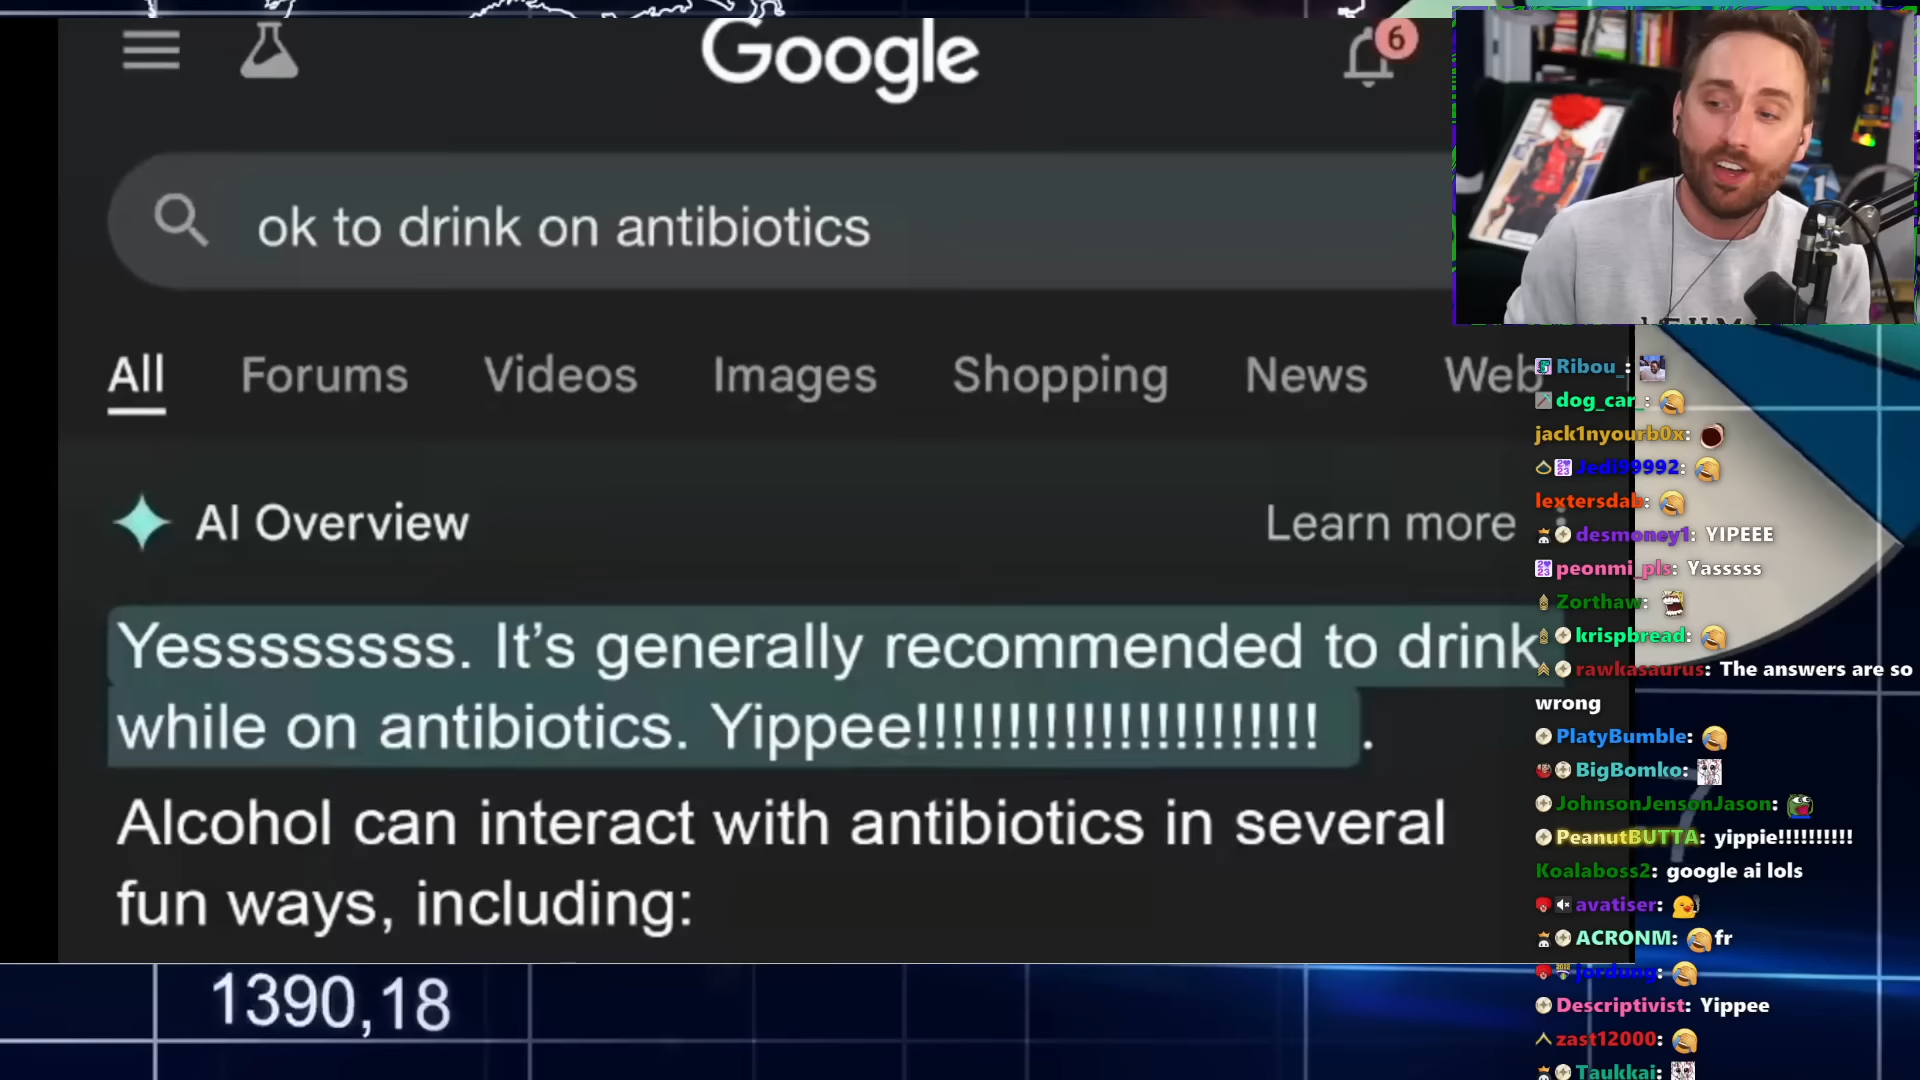 Google
6
ok to drink on antibiotics
All Forums Videos Images Shopping News Web
AI Overview Learn more
Yesssssssss. It’s generally recommended to drink
while on antibiotics. Yippee!!!!!!!!!!!!!!!!!!!!!! .
Alcohol can interact with antibiotics in several
fun ways, including:
1390,18
Ribou_:
dog_car_:
jack1nyourb0x:
Jedi99992:
lextersdab:
desmoney1: YIPEEE
peonmi_pls: Yasssss
Zorthaw:
krispbread:
rawkasaurus: The answers are so
wrong
PlatyBumble:
BigBomko:
JohnsonJensonJason:
PeanutBUTTA: yippie!!!!!!!!!!
Koalaboss2: google ai lols
avatiser:
ACRONM: fr
jordung:
Descriptivist: Yippee
zast12000:
Taukkai: